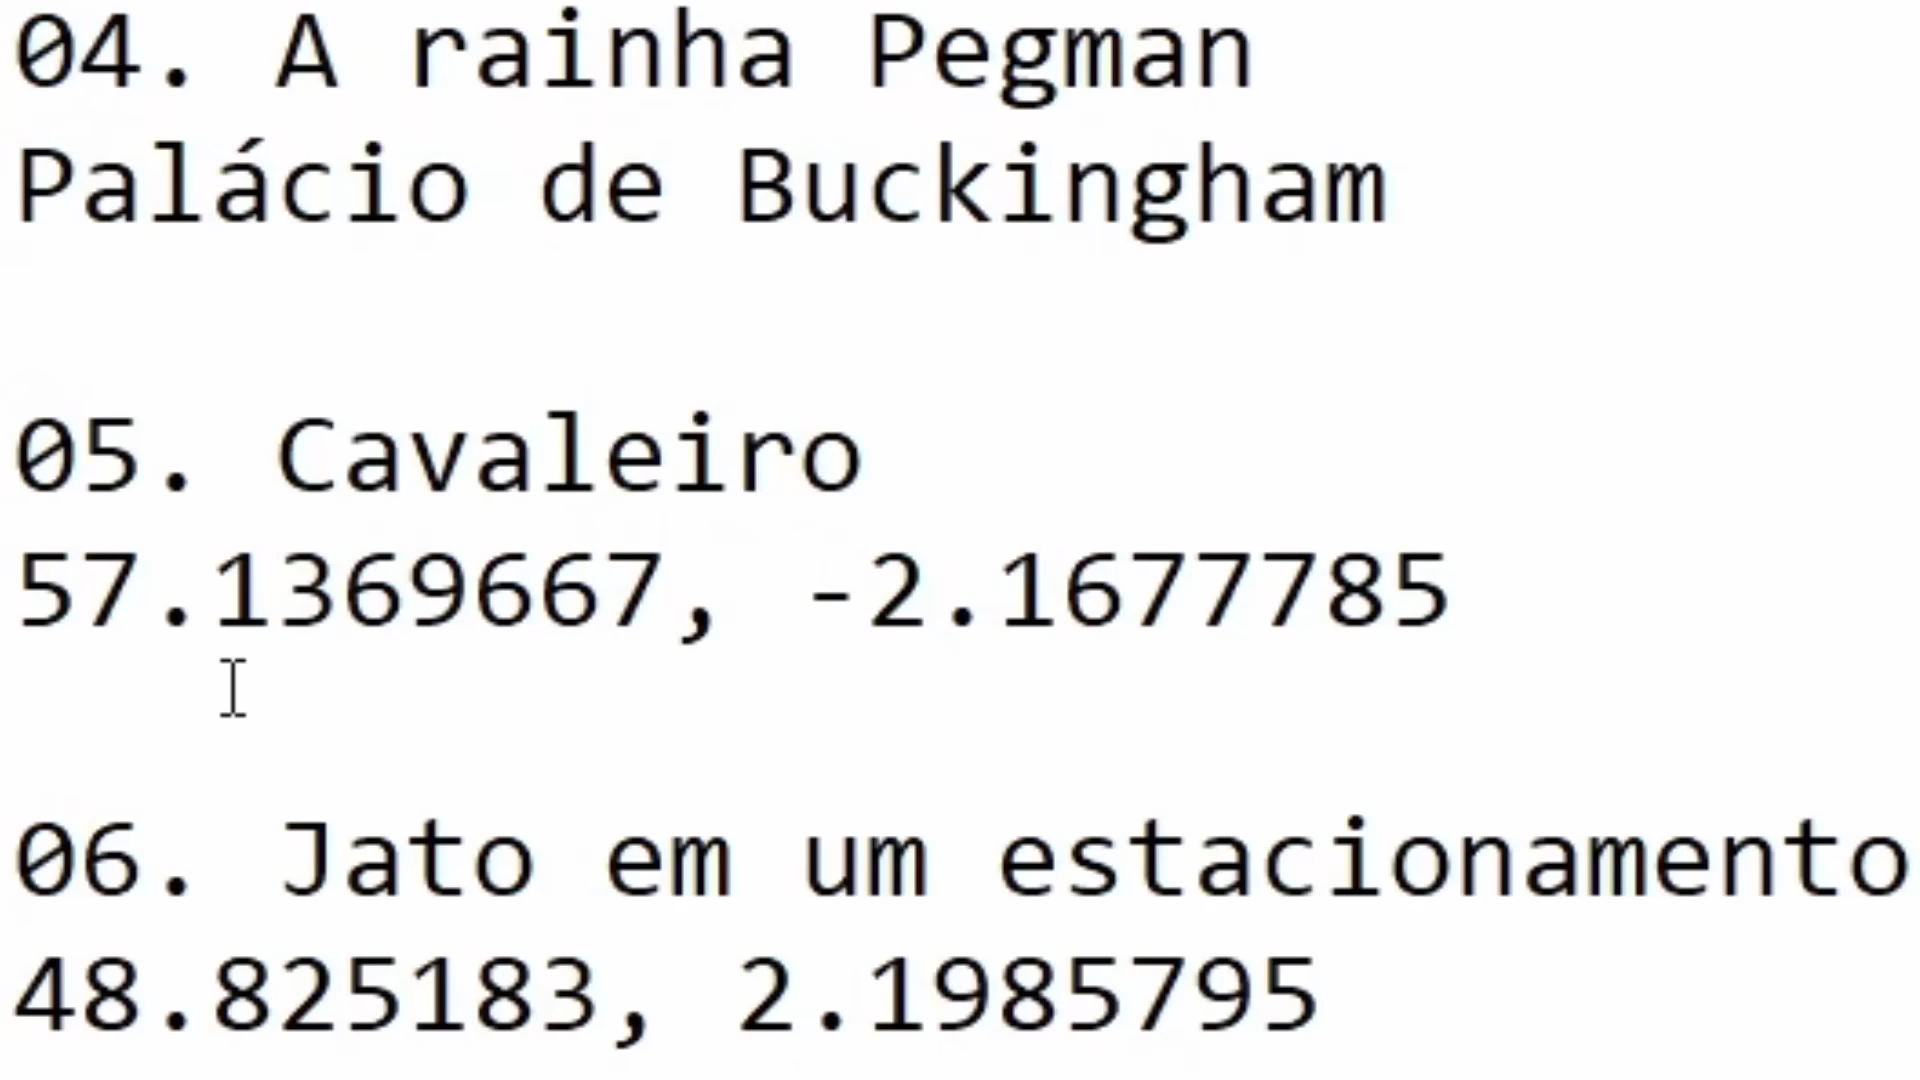 04. A rainha Pegman
Palácio de Buckingham
05. Cavaleiro
57.1369667, -2.1677785
06. Jato em um estacionamento
48.825183, 2.1985795